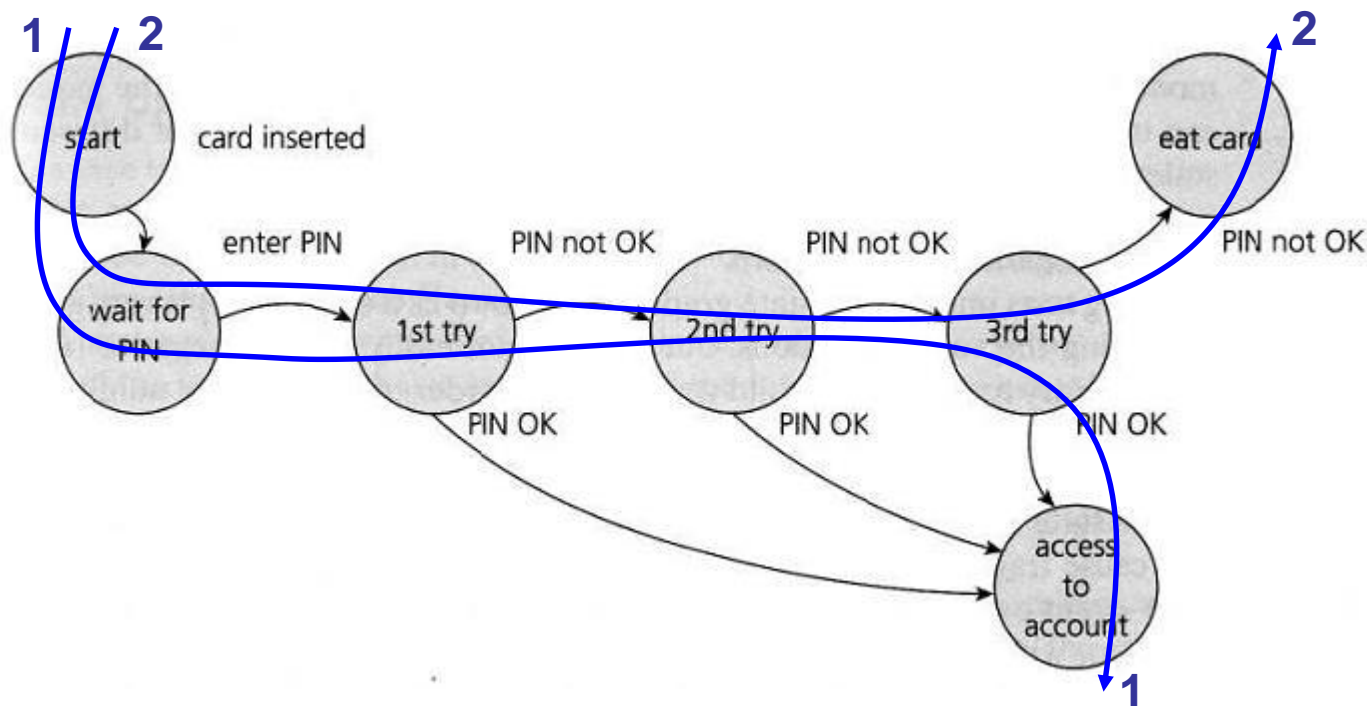 1
2
2
start
card inserted
eat card
enter PIN
PIN not OK
PIN not OK
PIN not OK
wait for
PIN
1st try
2nd try
3rd try
PIN OK
PIN OK
PIN OK
access
to
account
1